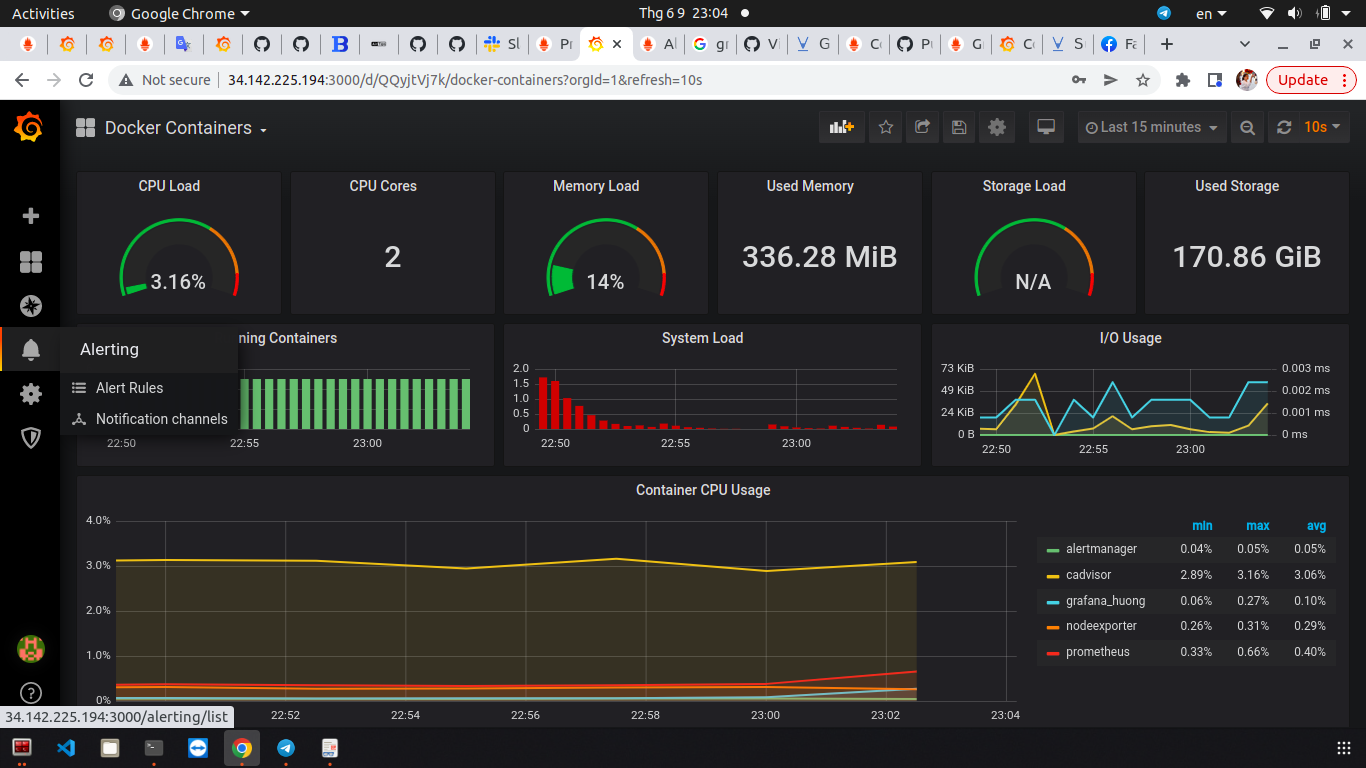 Activities Google Chrome Thg 6 9 23:04 en
Sl Pr Al gr Vi G Co Pu Gi C Su Fa
Not secure 34.142.225.194:3000/d/QQyjtVj7k/docker-containers?orgId=1&refresh=10s Update
Docker Containers Last 15 minutes 10s
CPU Load CPU Cores Memory Load Used Memory Storage Load Used Storage
3.16% 2 14% 336.28 MiB N/A 170.86 GiB
Alerting
Alert Rules
Notification channels
ning Containers
22:50 22:55 23:00
System Load
2.0
1.5
1.0
0.5
0
22:50 22:55 23:00
I/O Usage
73 KiB 0.003 ms
49 KiB 0.002 ms
24 KiB 0.001 ms
0 B 0 ms
22:50 22:55 23:00
Container CPU Usage
4.0%
3.0%
2.0%
1.0%
0%
22:52 22:54 22:56 22:58 23:00 23:02 23:04
min max avg
alertmanager 0.04% 0.05% 0.05%
cadvisor 2.89% 3.16% 3.06%
grafana_huong 0.06% 0.27% 0.10%
nodeexporter 0.26% 0.31% 0.29%
prometheus 0.33% 0.66% 0.40%
34.142.225.194:3000/alerting/list